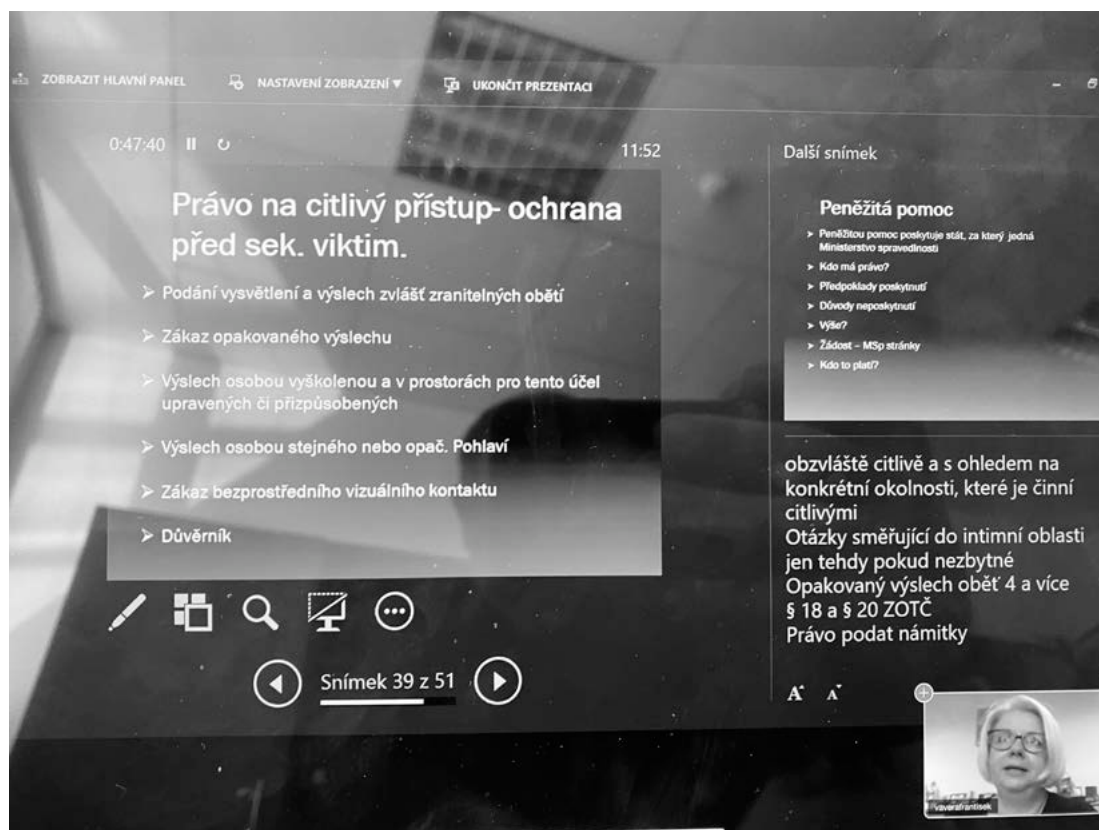 ZOBRAZIT HLAVNÍ PANEL
NASTAVENÍ ZOBRAZENÍ ▼
UKONČIT PREZENTACI
0:47:40
11:52
Právo na citlivý přístup- ochrana
před sek. viktim.
➢ Podání vysvětlení a výslech zvlášť zranitelných obětí
➢ Zákaz opakovaného výslechu
➢ Výslech osobou vyškolenou a v prostorách pro tento účel
upravených či přizpůsobených
➢ Výslech osobou stejného nebo opač. Pohlaví
➢ Zákaz bezprostředního vizuálního kontaktu
➢ Důvěrník
Snímek 39 z 51
Další snímek
Peněžitá pomoc
➢ Peněžitou pomoc poskytuje stát, za který jedná
Ministerstvo spravedlnosti
➢ Kdo má právo?
➢ Předpoklady poskytnutí
➢ Důvody neposkytnutí
➢ Výše?
➢ Žádost – MSp stránky
➢ Kdo to platí?
obzvláště citlivě a s ohledem na
konkrétní okolnosti, které je činní
citlivými
Otázky směřující do intimní oblasti
jen tehdy pokud nezbytné
Opakovaný výslech oběť 4 a více
§ 18 a § 20 ZOTČ
Právo podat námitky
A A
vavorafrantisek